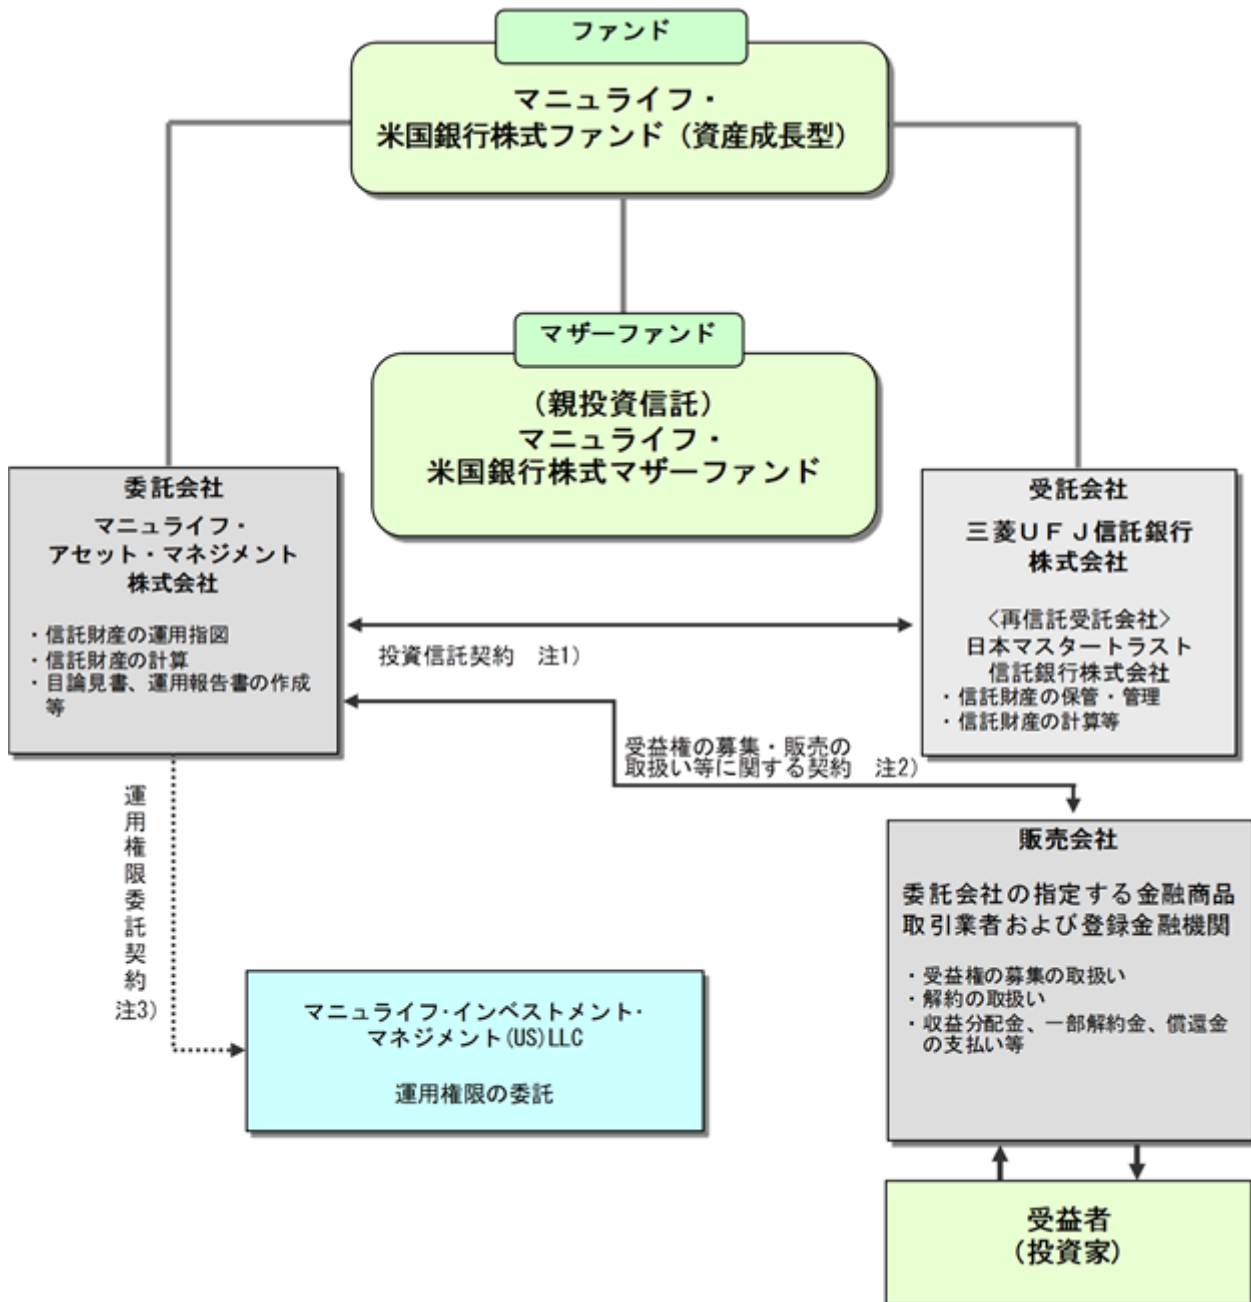 ファンド
マニュライフ・
米国銀行株式ファンド（資産成長型）
マザーファンド
（親投資信託）
マニュライフ・
米国銀行株式マザーファンド
委託会社
マニュライフ・
アセット・マネジメント
株式会社
・信託財産の運用指図
・信託財産の計算
・目論見書、運用報告書の作成
等
受託会社
三菱ＵＦＪ信託銀行
株式会社
〈再信託受託会社〉
日本マスタートラスト
信託銀行株式会社
・信託財産の保管・管理
・信託財産の計算等
投資信託契約　注1）
受益権の募集・販売の
取扱い等に関する契約　注2）
運用権限委託契約
注3）
マニュライフ・インベストメント・
マネジメント(US)LLC
運用権限の委託
販売会社
委託会社の指定する金融商品
取引業者および登録金融機関
・受益権の募集の取扱い
・解約の取扱い
・収益分配金、一部解約金、償還金
の支払い等
受益者
（投資家）